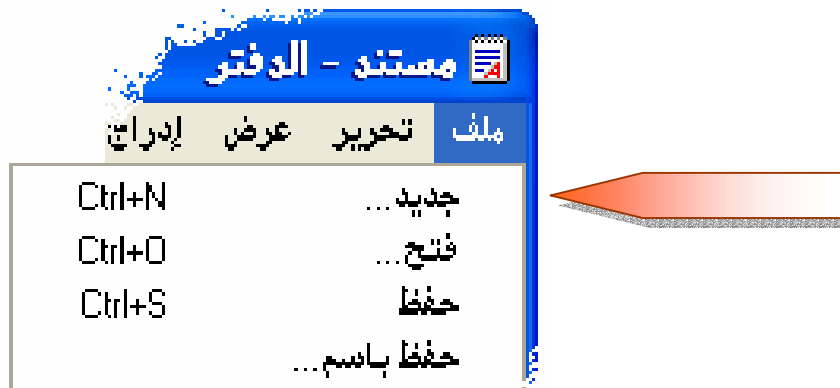 مستند - الدفتر
ملف تحرير عرض إدراج
جديد... Ctrl+N
فتح... Ctrl+O
حفظ Ctrl+S
حفظ باسم...